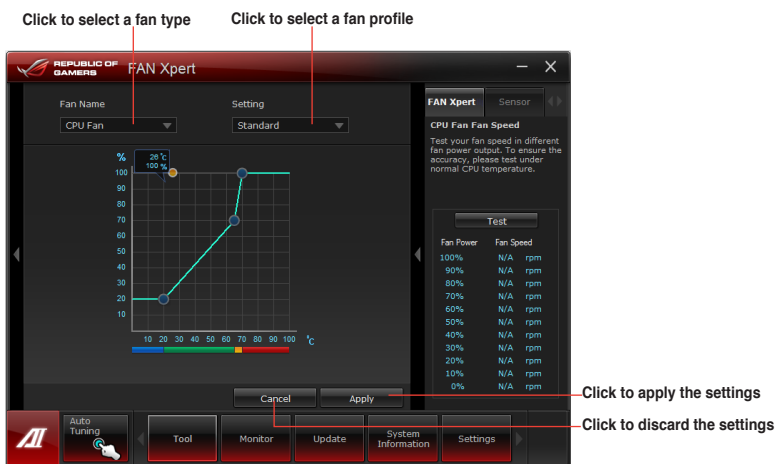 Click to select a fan type
Click to select a fan profile
REPUBLIC OF
GAMERS
FAN Xpert
Fan Name
Setting
CPU Fan
Standard
%
26°c
100 %
100
90
80
70
60
50
40
30
20
10
10 20 30 40 50 60 70 80 90 100 °c
Cancel
Apply
FAN Xpert
Sensor
CPU Fan Fan Speed
Test your fan speed in different
fan power output. To ensure the
accuracy, please test under
normal CPU temperature.
Test
Fan Power Fan Speed
100% N/A rpm
90% N/A rpm
80% N/A rpm
70% N/A rpm
60% N/A rpm
50% N/A rpm
40% N/A rpm
30% N/A rpm
20% N/A rpm
10% N/A rpm
0% N/A rpm
Click to apply the settings
Click to discard the settings
Auto
Tuning
Tool
Monitor
Update
System
Information
Settings